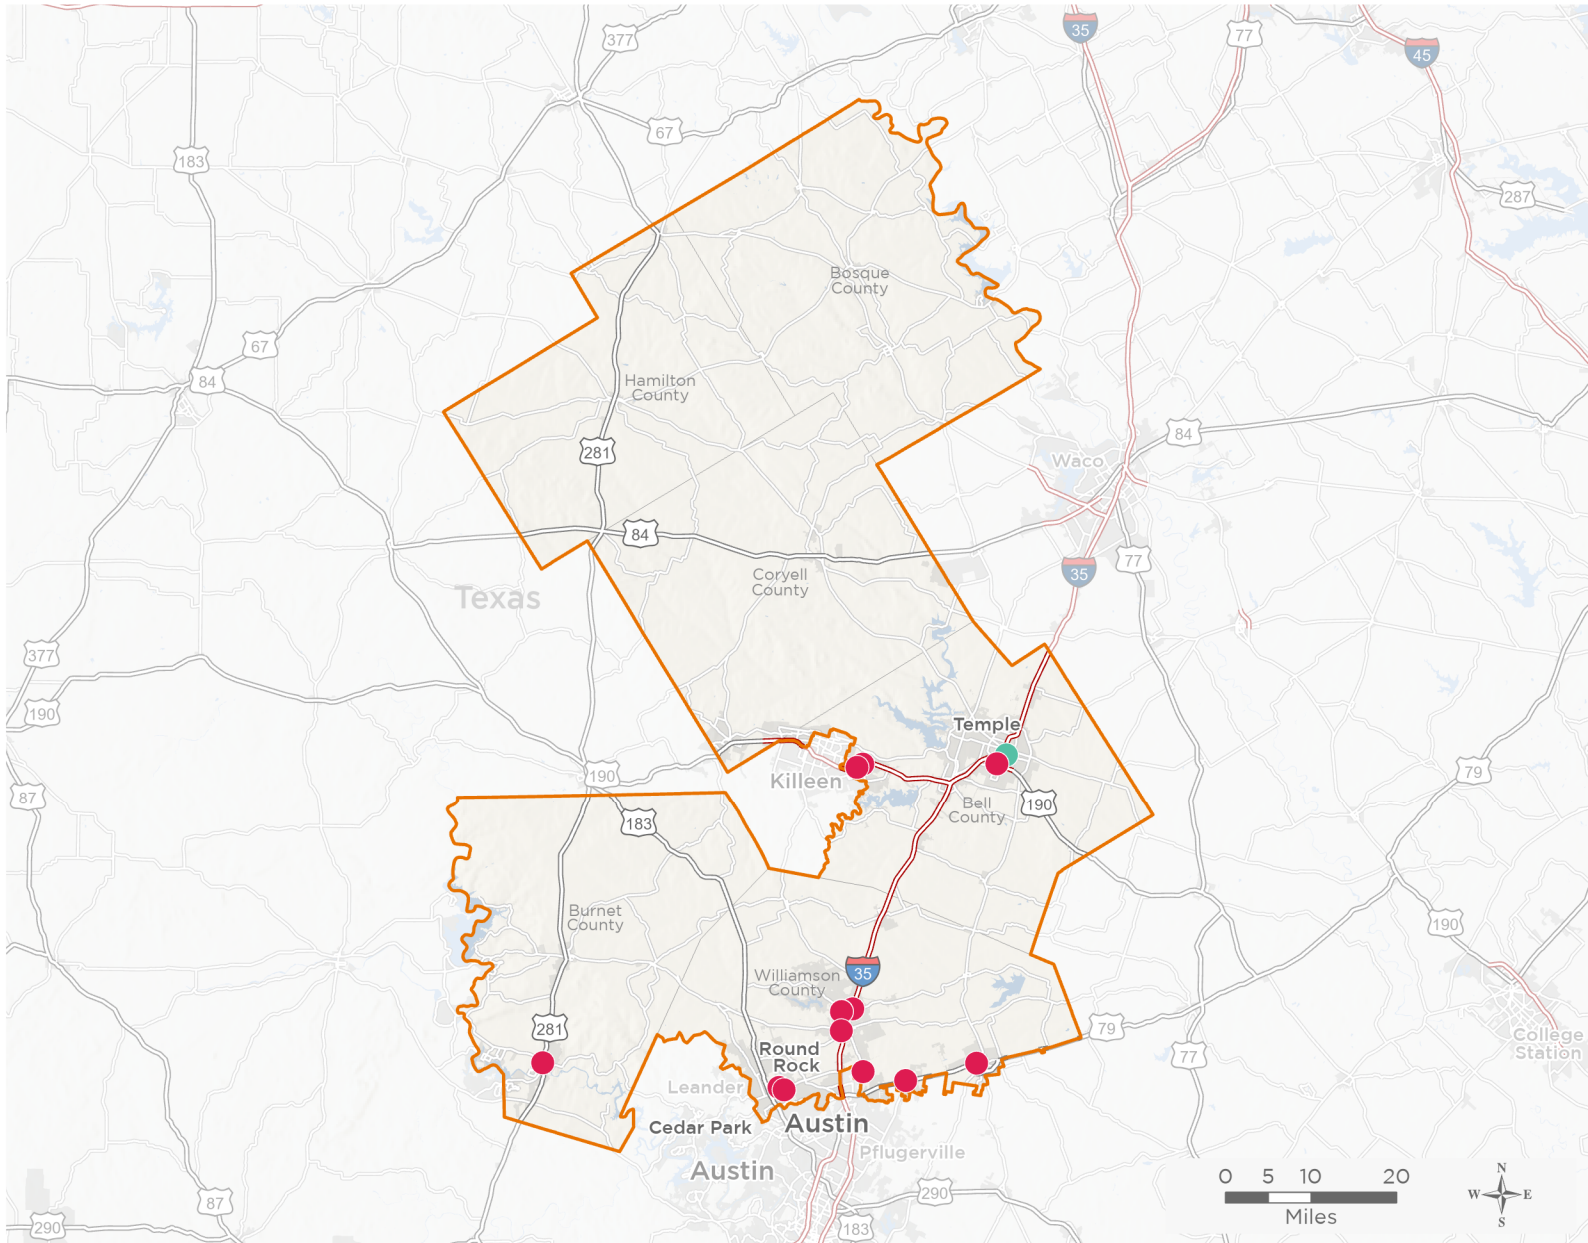 377
35
77
45
67
183
287
Bosque
County
67
84
Hamilton
County
84
281
Waco
84
35
77
Coryell
County
Texas
377
190
Temple
190
Killeen
79
87
183
Bell
County
190
Burnet
County
190
35
Williamson
County
281
79
College
Station
Round
Rock
77
Leander
Cedar Park
Austin
Pflugerville
Austin
0 5 10 20
Miles
N
W E
S
290
87
290
183